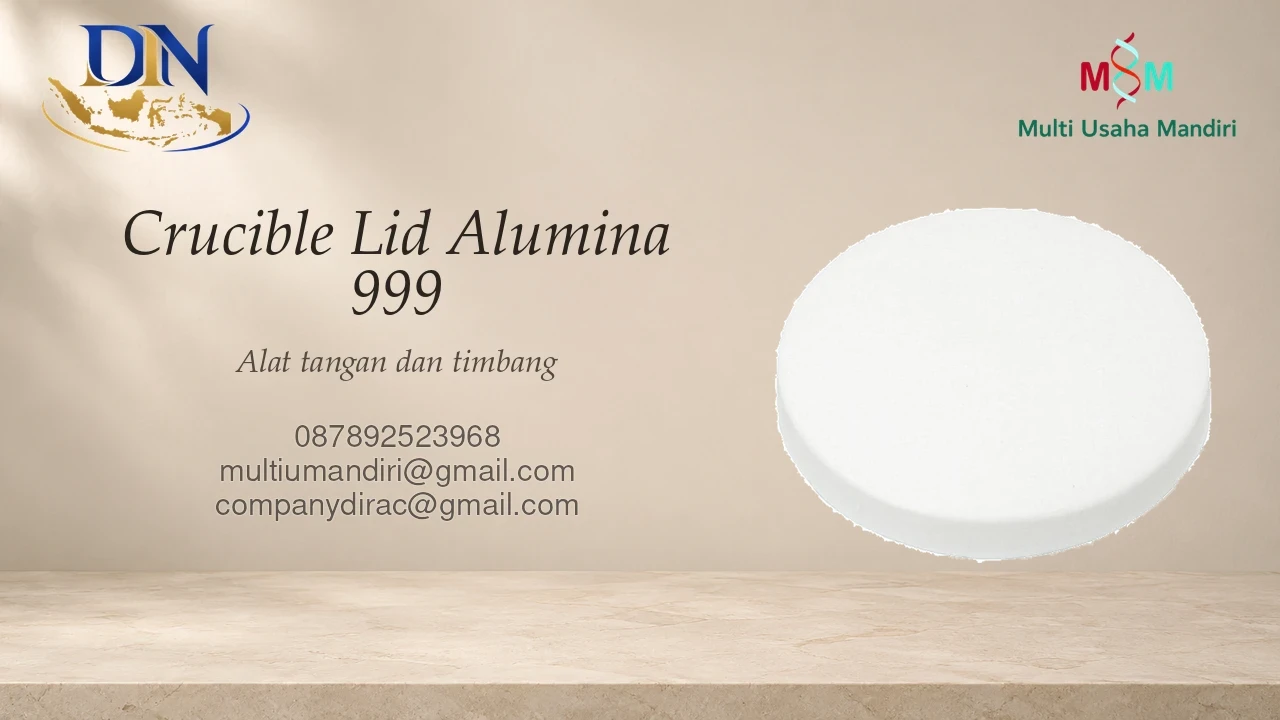 DN
M M
Multi Usaha Mandiri
Crucible Lid Alumina
999
Alat tangan dan timbang
087892523968
multiumandiri@gmail.com
companydirac@gmail.com